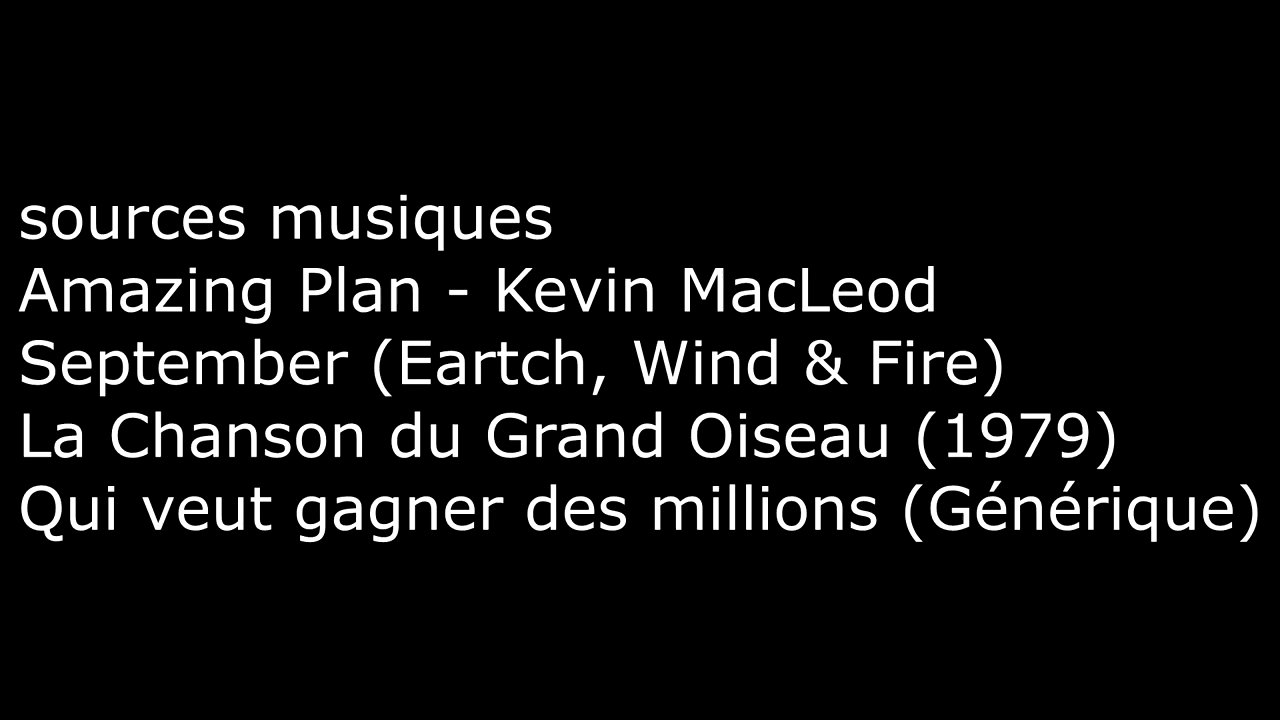 sources musiques
Amazing Plan - Kevin MacLeod
September (Eartch, Wind & Fire)
La Chanson du Grand Oiseau (1979)
Qui veut gagner des millions (Générique)